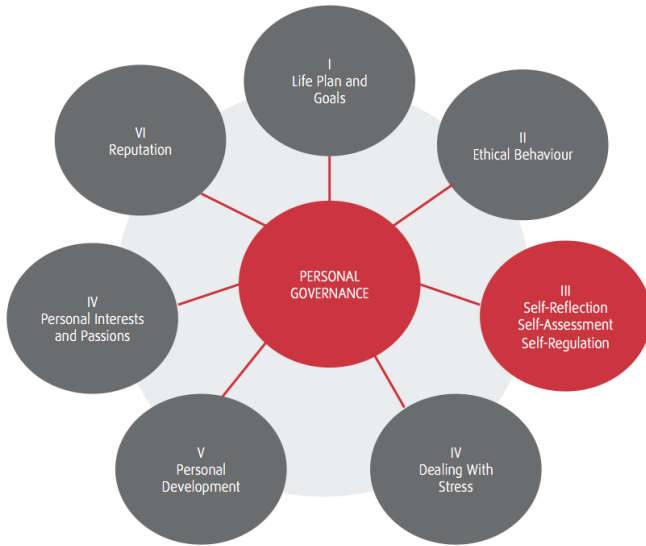 I
Life Plan and
Goals
II
Ethical Behaviour
III
Self-Reflection
Self-Assessment
Self-Regulation
IV
Dealing With
Stress
V
Personal
Development
IV
Personal Interests
and Passions
VI
Reputation
PERSONAL
GOVERNANCE